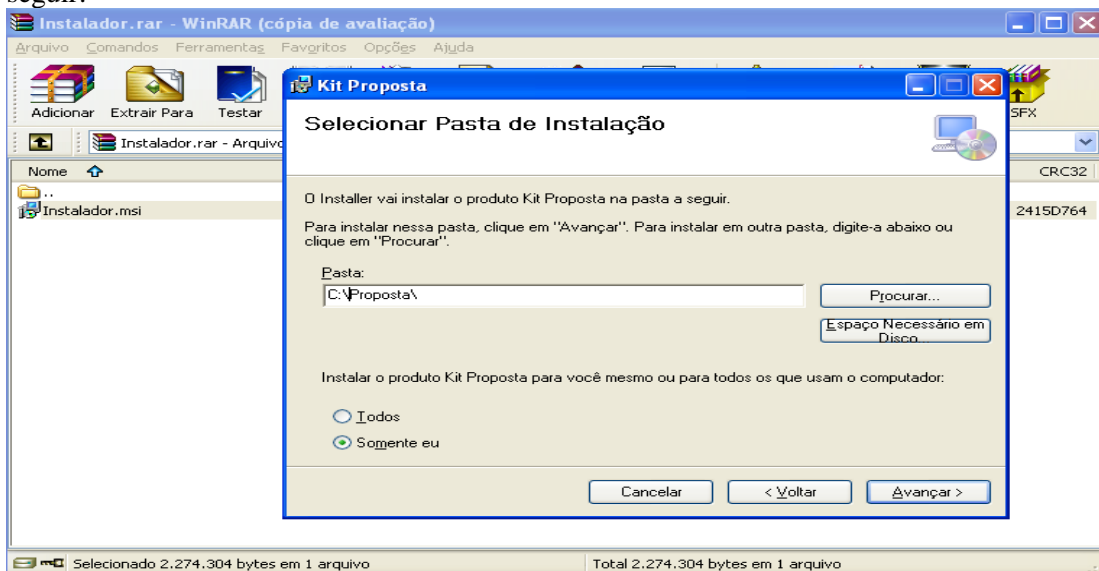 seguir:
Instalador.rar - WinRAR (cópia de avaliação)
Arquivo Comandos Ferramentas Favoritos Opções Ajuda
Adicionar Extrair Para Testar SFX
Instalador.rar - Arquivo
Nome CRC32
..
Instalador.msi 2415D764
Kit Proposta
Selecionar Pasta de Instalação
O Installer vai instalar o produto Kit Proposta na pasta a seguir.
Para instalar nessa pasta, clique em "Avançar". Para instalar em outra pasta, digite-a abaixo ou
clique em "Procurar".
Pasta:
C:\Proposta\
Procurar...
Espaço Necessário em
Disco...
Instalar o produto Kit Proposta para você mesmo ou para todos os que usam o computador:
Todos
Somente eu
Cancelar < Voltar Avançar >
Selecionado 2.274.304 bytes em 1 arquivo Total 2.274.304 bytes em 1 arquivo